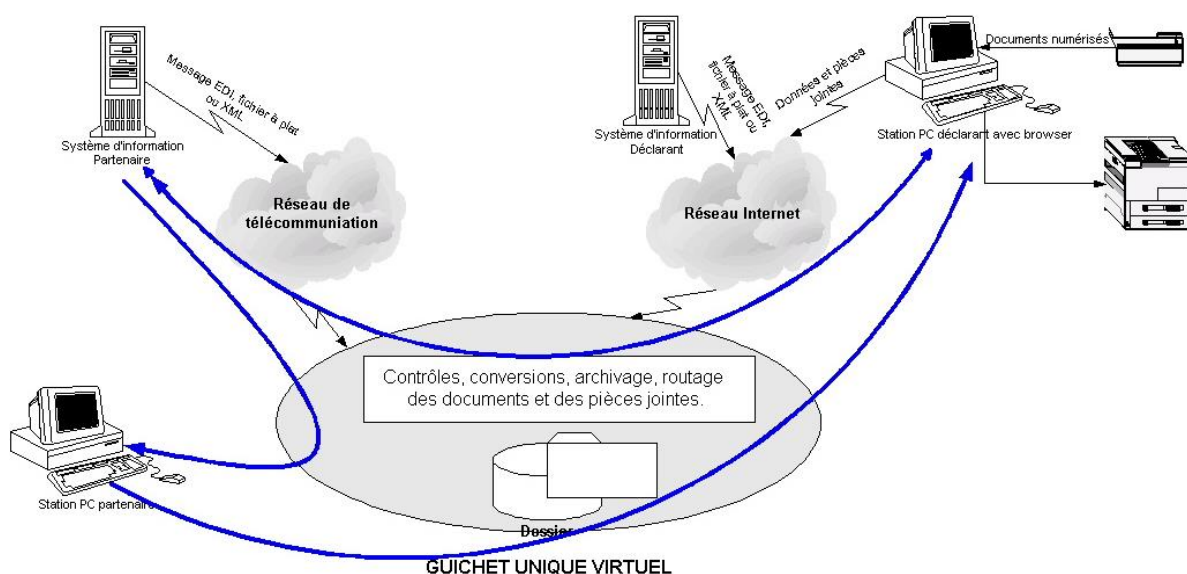 Documents numérisés
Message EDI, fichier à plat
ou XML
Message EDI,
fichier à plat ou
XML
Données et pièces
jointes
Système d'information
Partenaire
Système d'information
Déclarant
Station PC déclarant avec browser
Réseau de
télécommuniation
Réseau Internet
Contrôles, conversions, archivage, routage
des documents et des pièces jointes.
Station PC partenaire
Dossier
GUICHET UNIQUE VIRTUEL